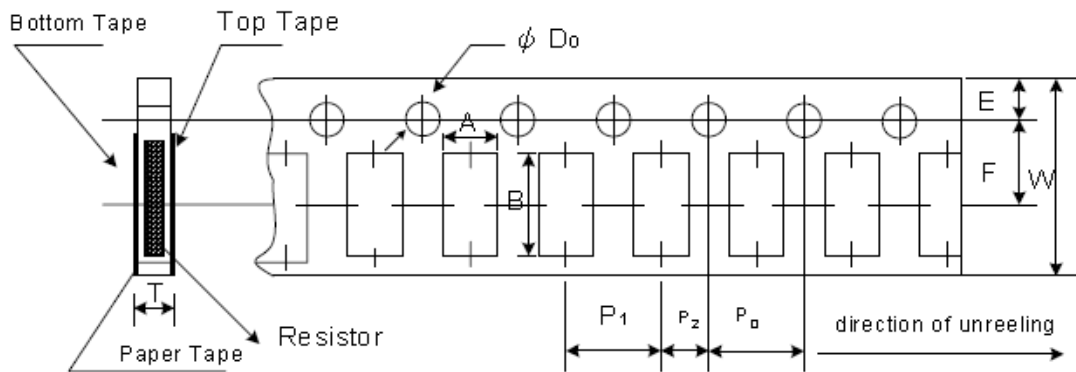 Bottom Tape
Top Tape
ϕ Do
E
A
F
W
B
T
P1
P2
Po
direction of unreeling
Resistor
Paper Tape